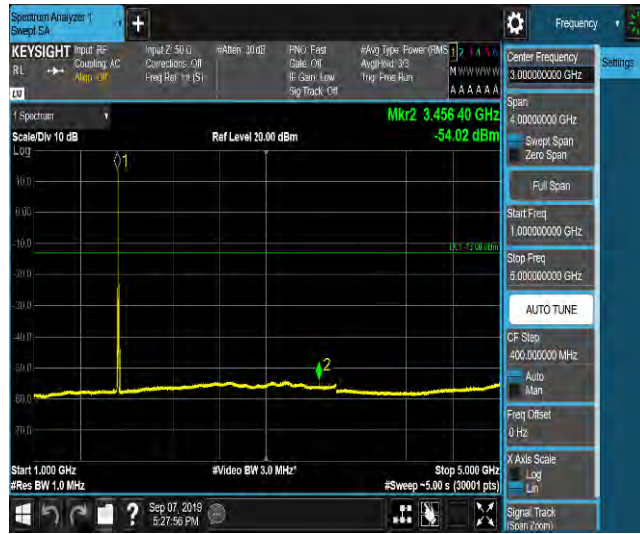 Spectrum Analyzer 1
Swept SA
Frequency
KEYSIGHT
Input: RF
Coupling: AC
Align: Off
Input Z: 50 Ω
Corrections: Off
Freq Ref: Int (S)
#Atten: 30 dB
PNO: Fast
Gate: Off
IF Gain: Low
Sig Track: Off
#Avg Type: Power (RMS
Avg|Hold: 3/3
Trig: Free Run
1 2 3 4 5 6
M W W W W W
A A A A A A
RL
LXI
1 Spectrum
Scale/Div 10 dB
Ref Level 20.00 dBm
Mkr2 3.456 40 GHz
-54.02 dBm
Log
1
10.0
0.00
-10.0
DL1 -13.00 dBm
-20.0
-30.0
-40.0
-50.0
2
-60.0
-70.0
Start 1.000 GHz
#Video BW 3.0 MHz*
Stop 5.000 GHz
#Res BW 1.0 MHz
#Sweep ~5.00 s (30001 pts)
Sep 07, 2019
5:27:56 PM
Center Frequency
3.000000000 GHz
Settings
Span
4.00000000 GHz
Swept Span
Zero Span
Full Span
Start Freq
1.000000000 GHz
Stop Freq
5.000000000 GHz
AUTO TUNE
CF Step
400.000000 MHz
Auto
Man
Freq Offset
0 Hz
X Axis Scale
Log
Lin
Signal Track
(Span Zoom)